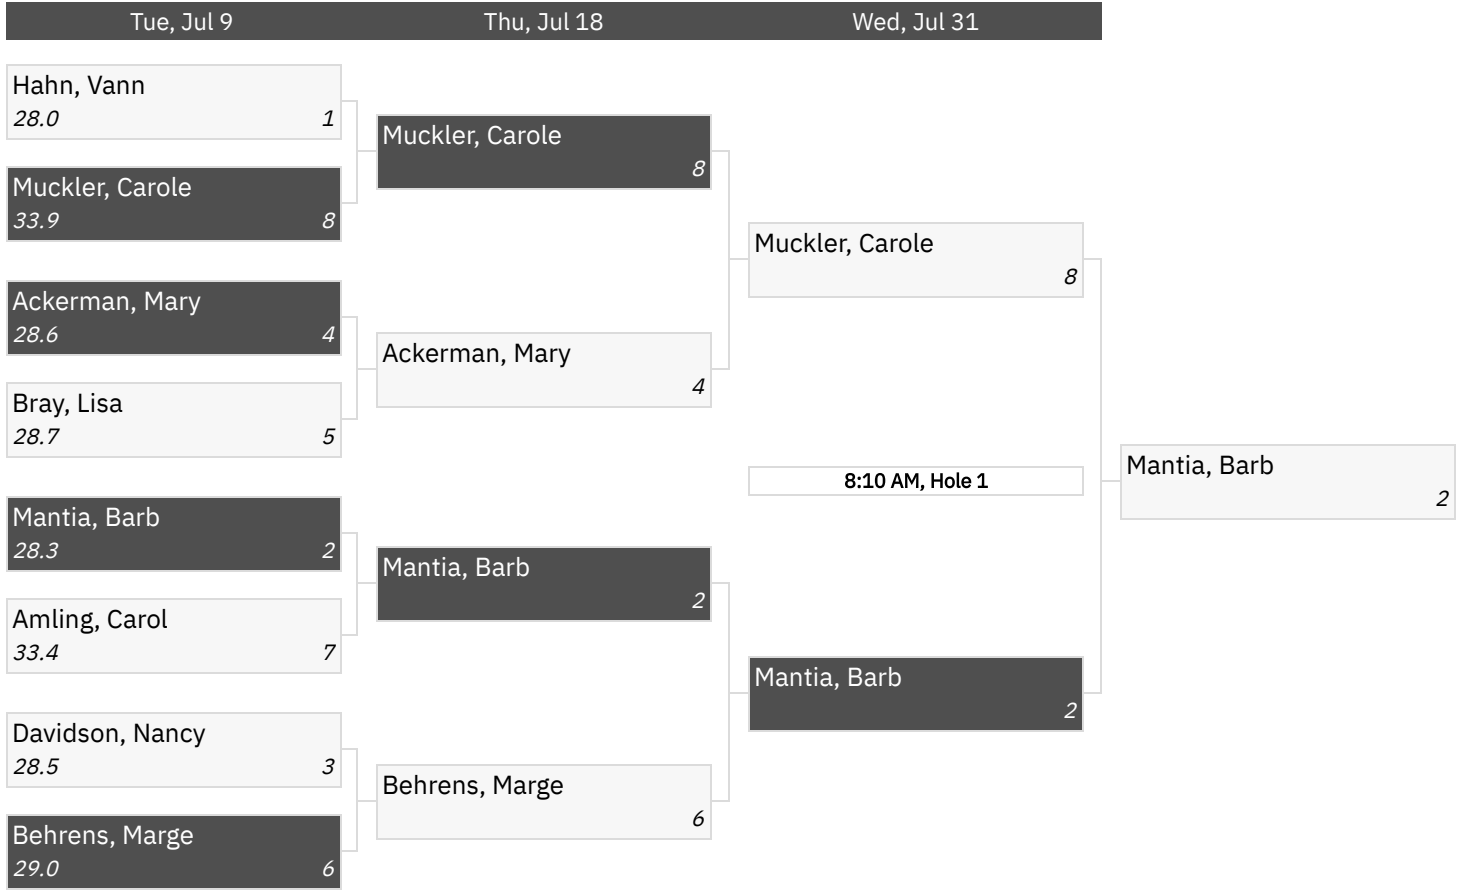 Tue, Jul 9
Thu, Jul 18
Wed, Jul 31
Hahn, Vann
28.0 1
Muckler, Carole
33.9 8
Ackerman, Mary
28.6 4
Bray, Lisa
28.7 5
Mantia, Barb
28.3 2
Amling, Carol
33.4 7
Davidson, Nancy
28.5 3
Behrens, Marge
29.0 6
Muckler, Carole
8
Ackerman, Mary
4
Mantia, Barb
2
Behrens, Marge
6
Muckler, Carole
8
8:10 AM, Hole 1
Mantia, Barb
2
Mantia, Barb
2